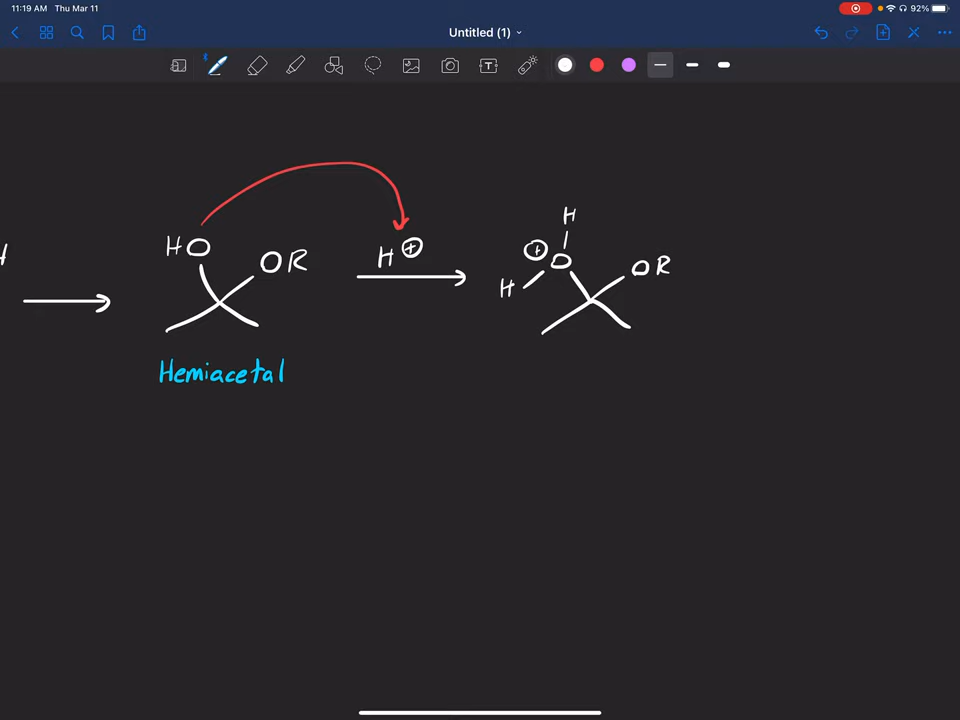 11:19 AM Thu Mar 11
92%
Untitled (1)
T
H
HO
OR
H +
H
+
O
H
OR
Hemiacetal